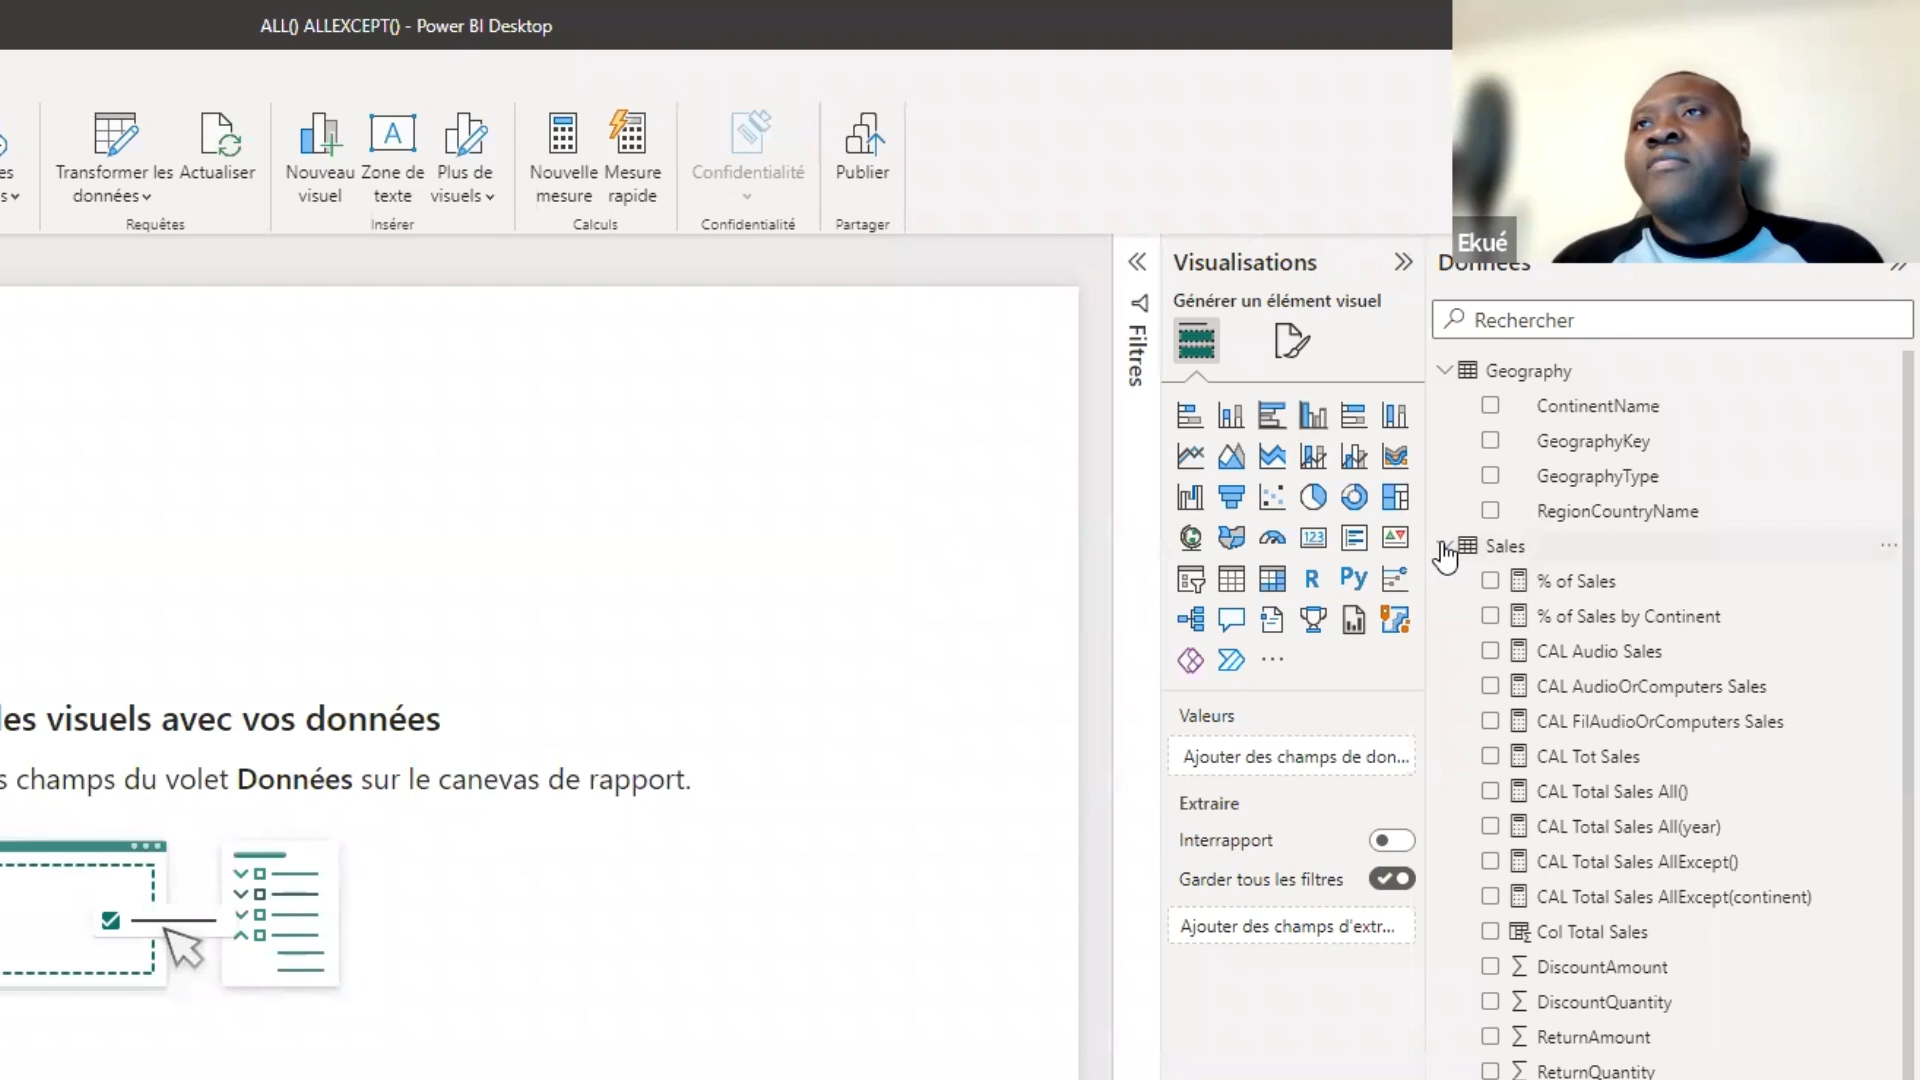 ALL() ALLEXCEPT() - Power BI Desktop
Transformer les
données
Actualiser
Requêtes
Nouveau
visuel
Zone de
texte
Plus de
visuels
Insérer
Nouvelle
mesure
Mesure
rapide
Calculs
Confidentialité
Confidentialité
Publier
Partager
Ekué
les visuels avec vos données
s champs du volet Données sur le canevas de rapport.
Filtres
Visualisations
Générer un élément visuel
123
R
Py
Valeurs
Ajouter des champs de don...
Extraire
Interrapport
Garder tous les filtres
Ajouter des champs d'extr...
Données
Rechercher
Geography
ContinentName
GeographyKey
GeographyType
RegionCountryName
Sales
% of Sales
% of Sales by Continent
CAL Audio Sales
CAL AudioOrComputers Sales
CAL FilAudioOrComputers Sales
CAL Tot Sales
CAL Total Sales All()
CAL Total Sales All(year)
CAL Total Sales AllExcept()
CAL Total Sales AllExcept(continent)
Col Total Sales
DiscountAmount
DiscountQuantity
ReturnAmount
ReturnQuantity